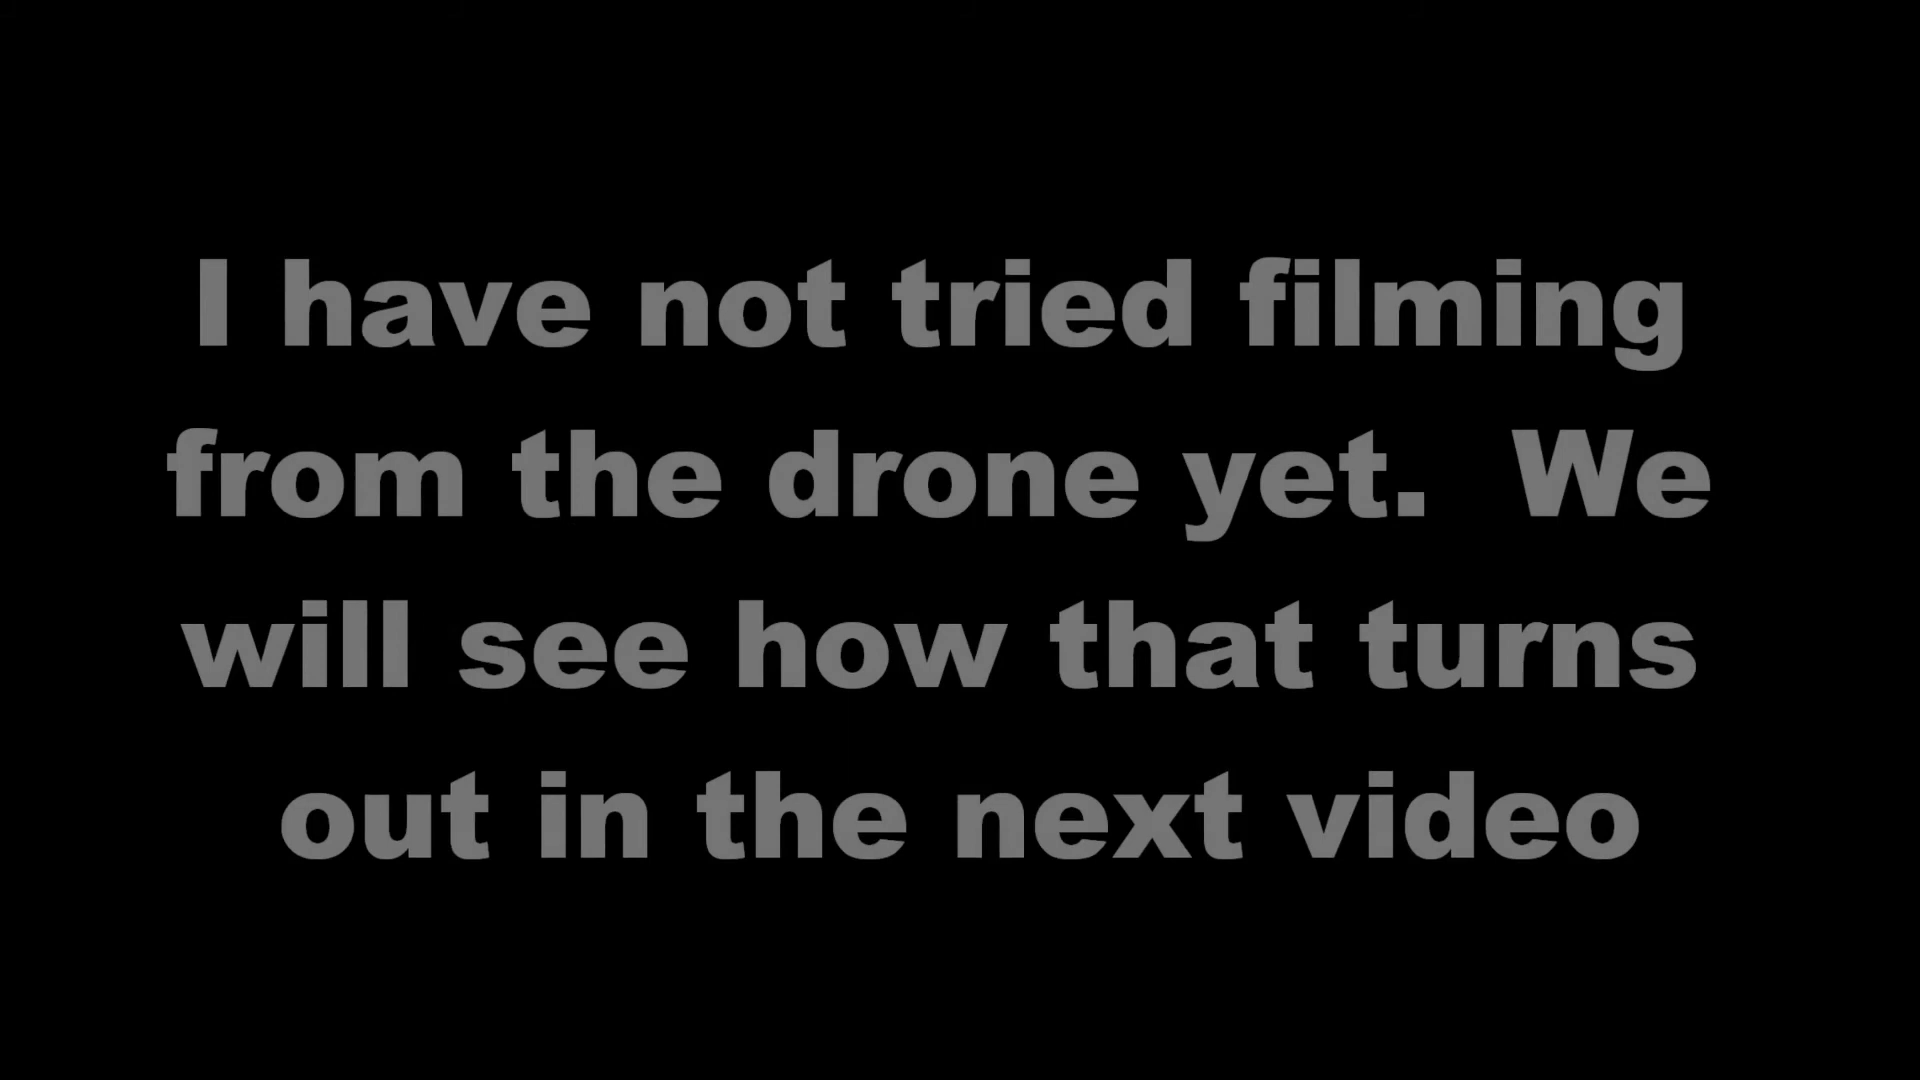 I have not tried filming
from the drone yet.  We
will see how that turns
out in the next video